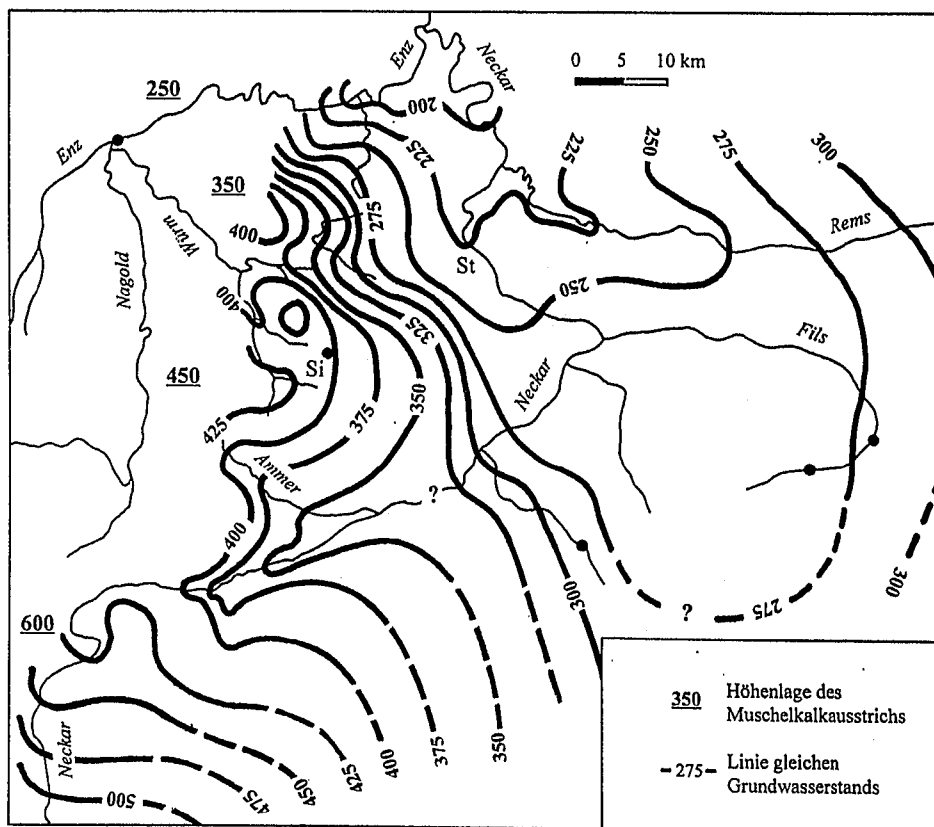 Enz
Neckar
0 5 10 km
250
200
Enz
225
225
250
275
300
350
400
Würm
275
Rems
Nagold
St
400
250
325
Fils
450
Si
Neckar
425
375
350
Ammer
?
400
300
?
275
300
600
350
375
400
425
450
475
500
Neckar
350 Höhenlage des
Muschelkalkausstrichs
275 Linie gleichen
Grundwasserstands